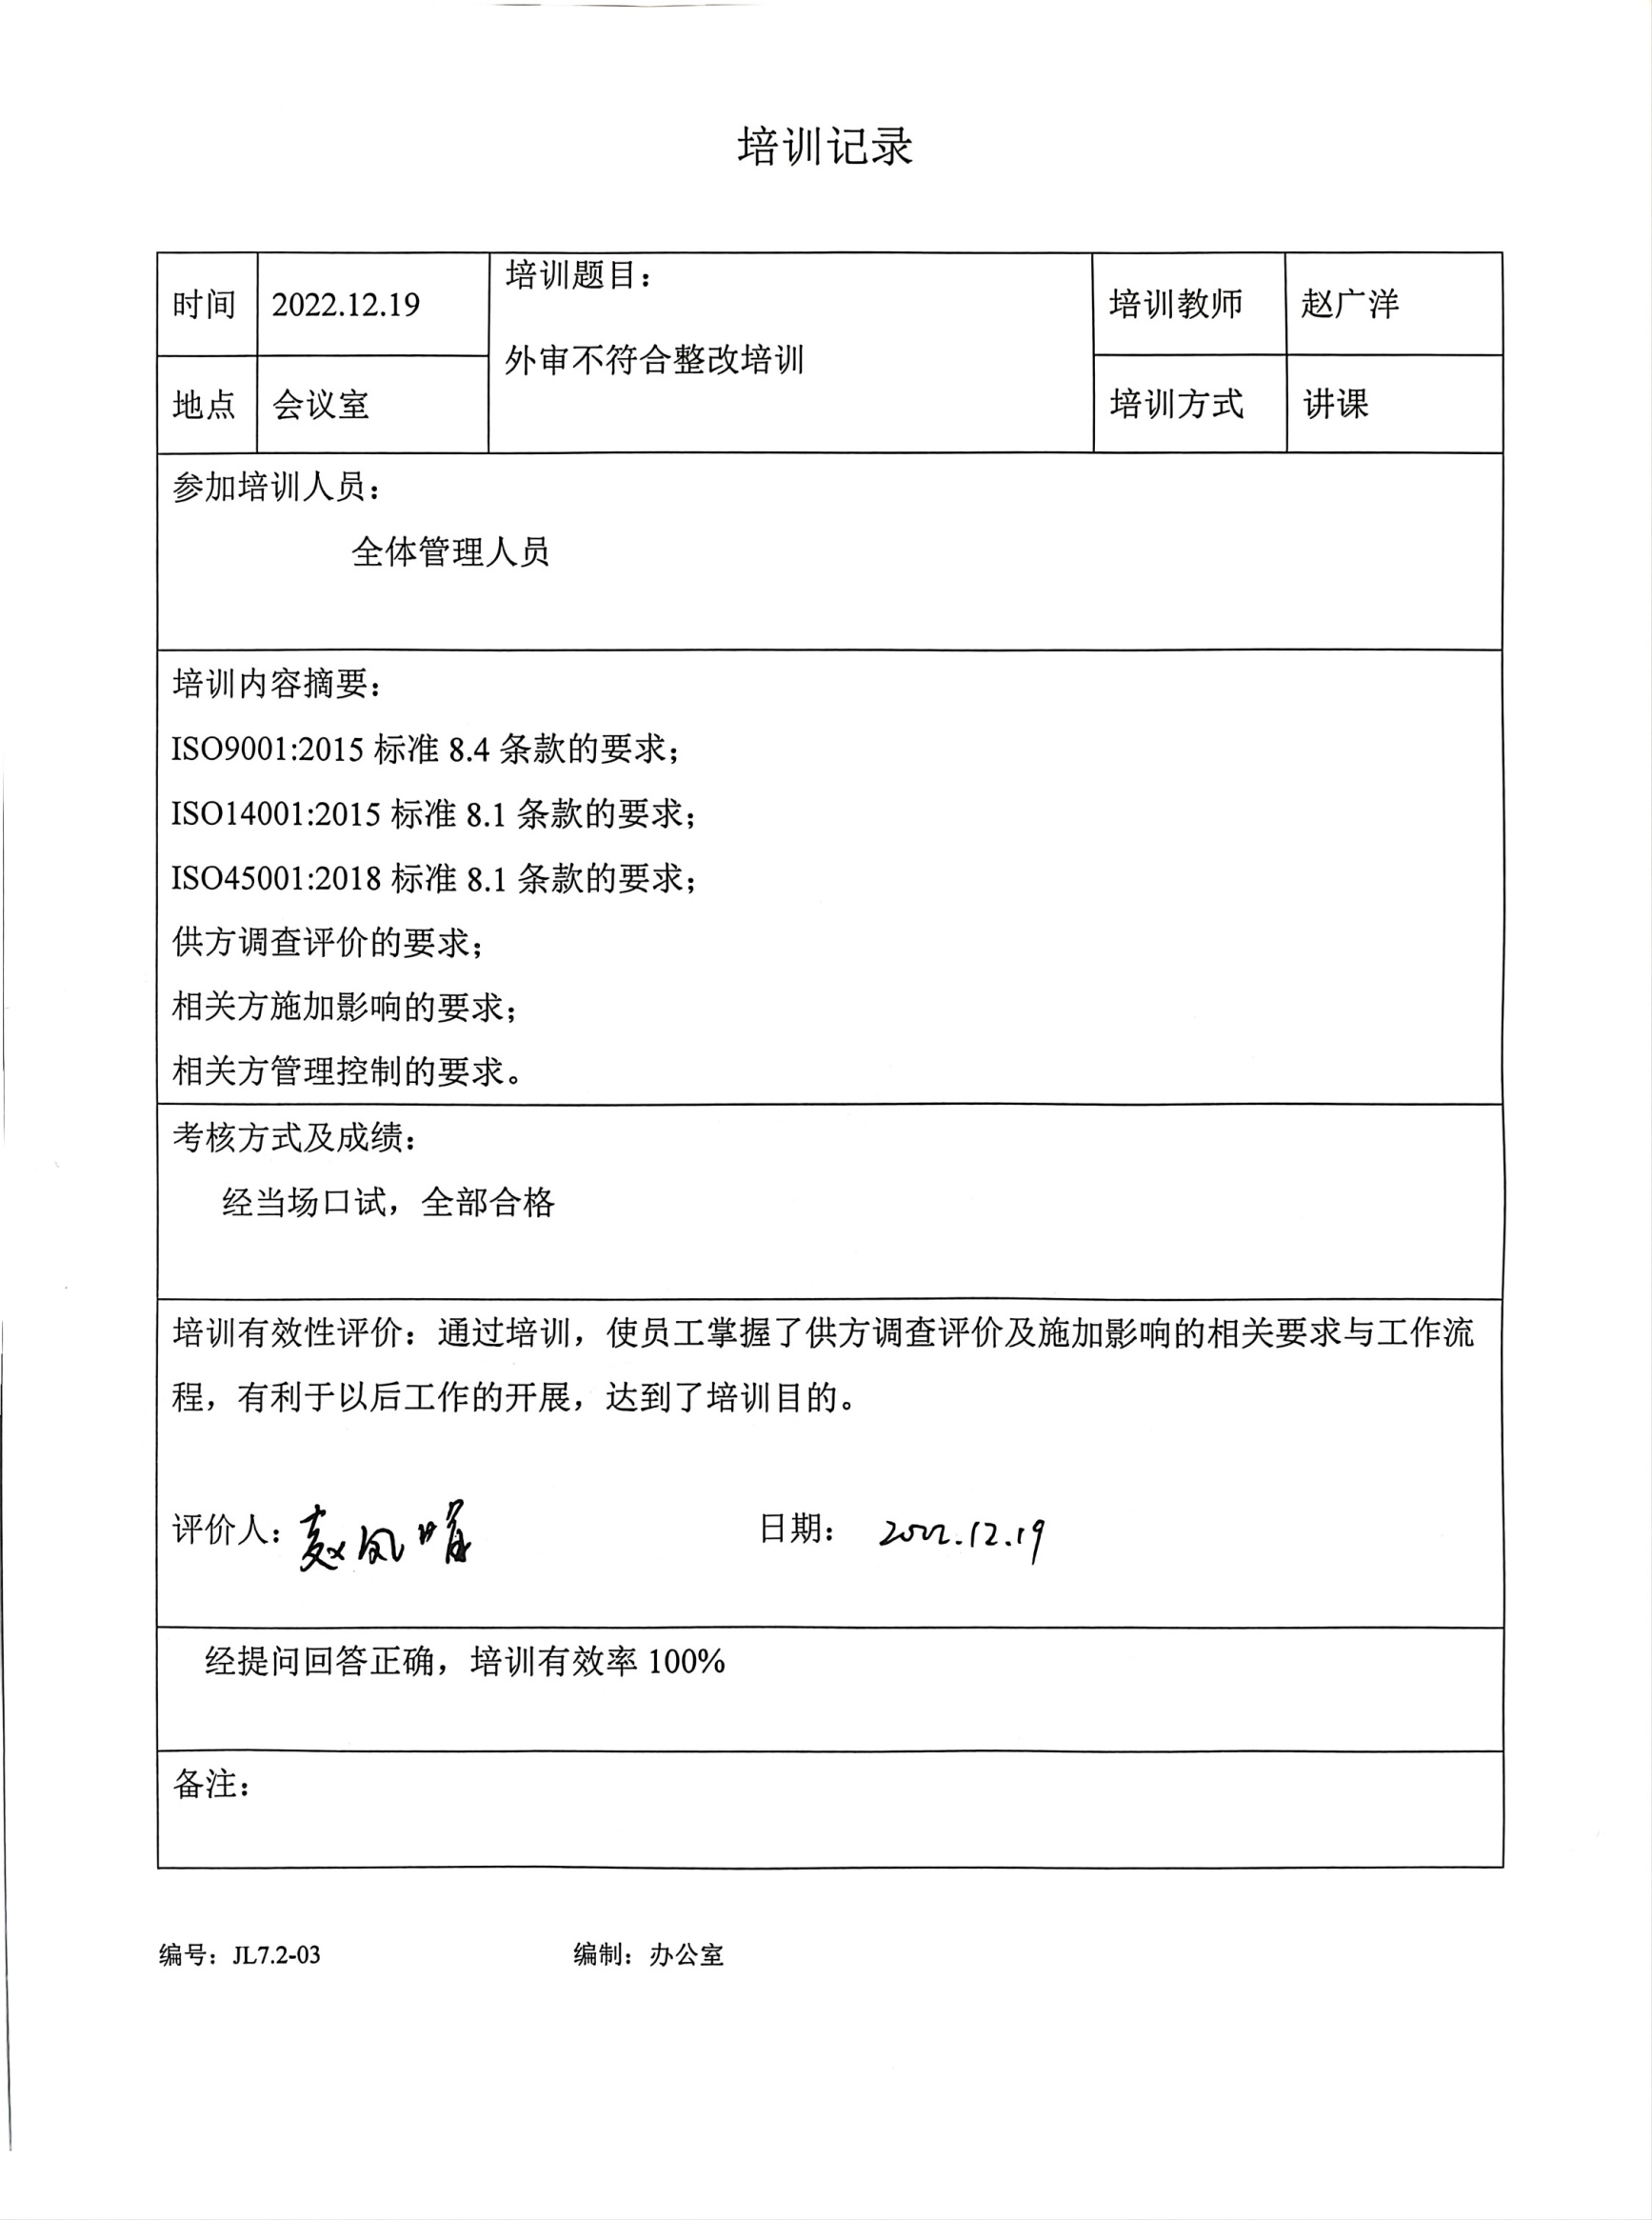 培训记录
时间 2022.12.19 培训题目： 培训教师 赵广洋
外审不符合整改培训
地点 会议室 培训方式 讲课
参加培训人员：
全体管理人员
培训内容摘要：
ISO9001:2015 标准 8.4 条款的要求；
ISO14001:2015 标准 8.1 条款的要求；
ISO45001:2018 标准 8.1 条款的要求；
供方调查评价的要求；
相关方施加影响的要求；
相关方管理控制的要求。
考核方式及成绩：
经当场口试，全部合格
培训有效性评价：通过培训，使员工掌握了供方调查评价及施加影响的相关要求与工作流
程，有利于以后工作的开展，达到了培训目的。
评价人： 日期： 2022.12.19
经提问回答正确，培训有效率 100%
备注：
编号：JL7.2-03 编制：办公室